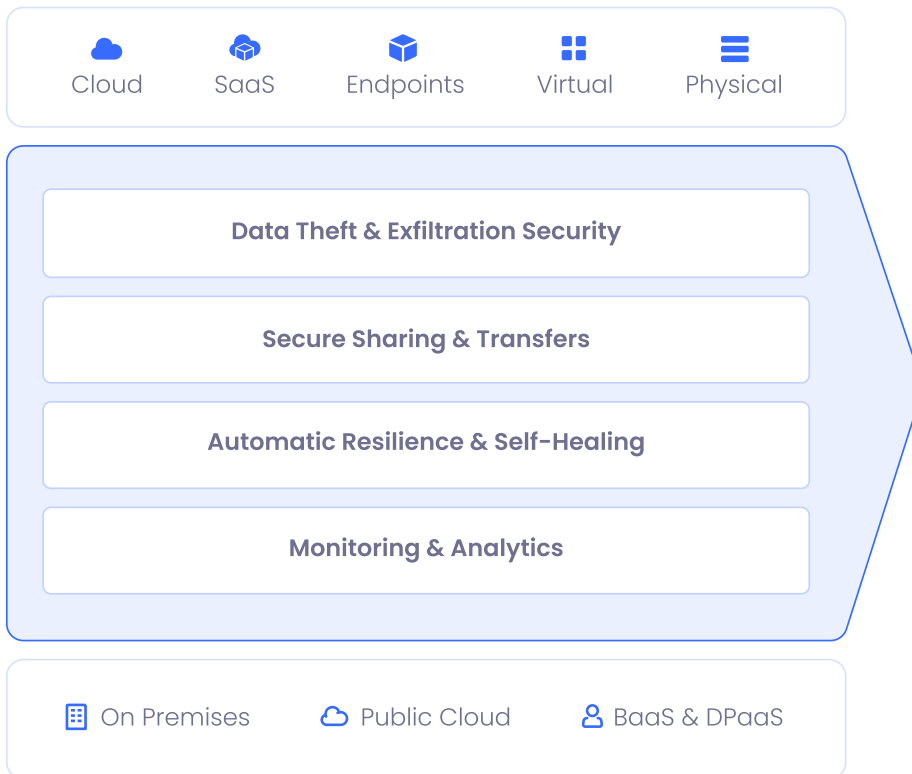 Cloud SaaS Endpoints Virtual Physical
Data Theft & Exfiltration Security
Secure Sharing & Transfers
Automatic Resilience & Self-Healing
Monitoring & Analytics
On Premises Public Cloud BaaS & DPaaS